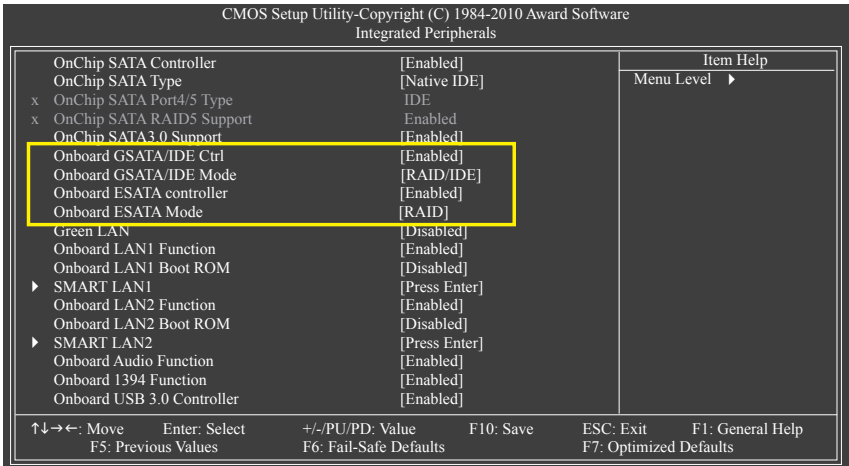 CMOS Setup Utility-Copyright (C) 1984-2010 Award Software
Integrated Peripherals
OnChip SATA Controller [Enabled]
OnChip SATA Type [Native IDE]
x OnChip SATA Port4/5 Type IDE
x OnChip SATA RAID5 Support Enabled
OnChip SATA3.0 Support [Enabled]
Onboard GSATA/IDE Ctrl [Enabled]
Onboard GSATA/IDE Mode [RAID/IDE]
Onboard ESATA controller [Enabled]
Onboard ESATA Mode [RAID]
Green LAN [Disabled]
Onboard LAN1 Function [Enabled]
Onboard LAN1 Boot ROM [Disabled]
SMART LAN1 [Press Enter]
Onboard LAN2 Function [Enabled]
Onboard LAN2 Boot ROM [Disabled]
SMART LAN2 [Press Enter]
Onboard Audio Function [Enabled]
Onboard 1394 Function [Enabled]
Onboard USB 3.0 Controller [Enabled]
Item Help
Menu Level
↑↓→←: Move Enter: Select +/-/PU/PD: Value F10: Save ESC: Exit F1: General Help
F5: Previous Values F6: Fail-Safe Defaults F7: Optimized Defaults